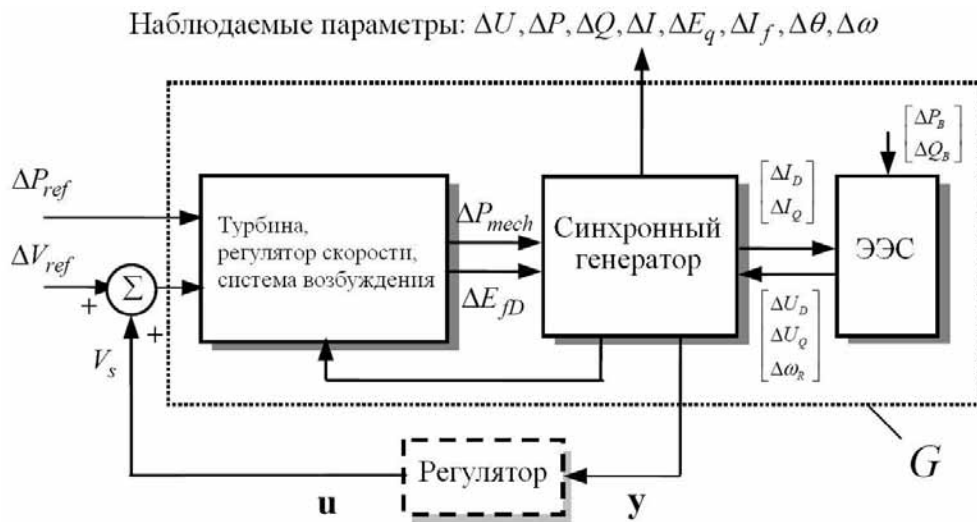 Наблюдаемые параметры: ΔU, ΔP, ΔQ, ΔI, ΔE_q, ΔI_f, Δθ, Δω
ΔP_B
ΔQ_B
ΔP_ref
ΔV_ref
+
Σ
+
V_s
Турбина,
регулятор скорости,
система возбуждения
ΔP_mech
ΔE_fD
Синхронный
генератор
ΔI_D
ΔI_Q
ΔU_D
ΔU_Q
Δω_R
ЭЭС
G
Регулятор
u
y